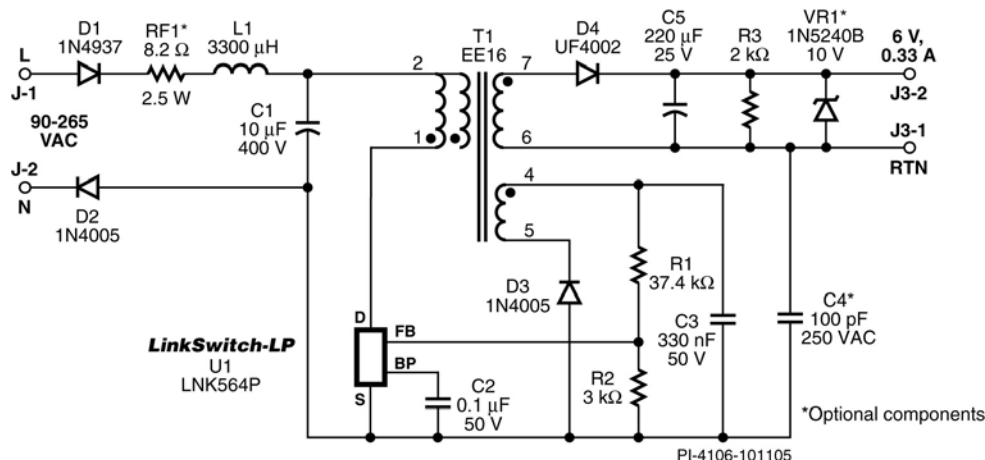 D1
1N4937
RF1*
8.2 Ω
2.5 W
L1
3300 μH
L
J-1
90-265
VAC
J-2
N
D2
1N4005
C1
10 μF
400 V
T1
EE16
2
1
7
6
4
5
D4
UF4002
C5
220 μF
25 V
R3
2 kΩ
VR1*
1N5240B
10 V
6 V,
0.33 A
J3-2
J3-1
RTN
D3
1N4005
R1
37.4 kΩ
C3
330 nF
50 V
R2
3 kΩ
C4*
100 pF
250 VAC
LinkSwitch-LP
U1
LNK564P
D
FB
BP
S
C2
0.1 μF
50 V
*Optional components
PI-4106-101105